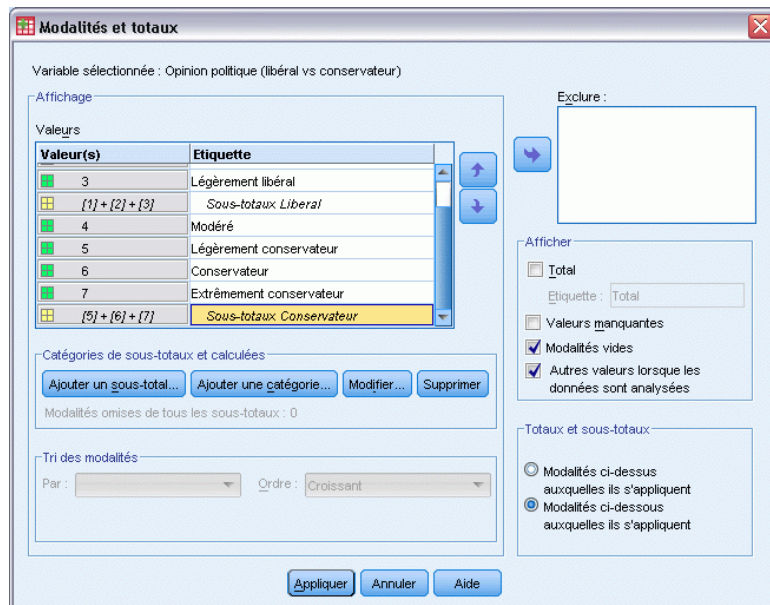 Modalités et totaux
Variable sélectionnée : Opinion politique (libéral vs conservateur)
Affichage
Valeurs
Valeur(s) Etiquette
3 Légèrement libéral
[1] + [2] + [3] Sous-totaux Liberal
4 Modéré
5 Légèrement conservateur
6 Conservateur
7 Extrêmement conservateur
[5] + [6] + [7] Sous-totaux Conservateur
Catégories de sous-totaux et calculées
Ajouter un sous-total... Ajouter une catégorie... Modifier... Supprimer
Modalités omises de tous les sous-totaux : 0
Tri des modalités
Par : Ordre : Croissant
Exclure :
Afficher
Total
Etiquette : Total
Valeurs manquantes
Modalités vides
Autres valeurs lorsque les
données sont analysées
Totaux et sous-totaux
Modalités ci-dessus
auxquelles ils s'appliquent
Modalités ci-dessous
auxquelles ils s'appliquent
Appliquer Annuler Aide